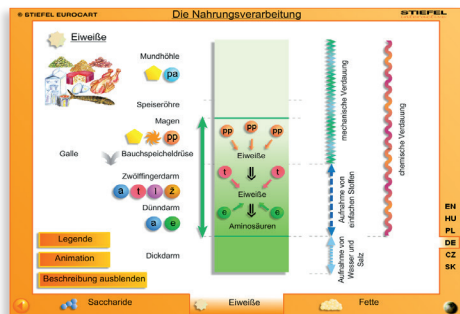 © STIEFEL EUROCART
Die Nahrungsverarbeitung
STIEFEL
Eiweiße
Mundhöhle
pa
Speiseröhre
Magen
pp
Galle
Bauchspeicheldrüse
Zwölffingerdarm
a t l ž
Dünndarm
a e
Dickdarm
pp pp pp
Eiweiße
t t
Eiweiße
e e
Aminosäuren
mechanische Verdauung
chemische Verdauung
Aufnahme von
einfachen Stoffen
Aufnahme von
Wasser und
Salz
Legende
Animation
Beschreibung ausblenden
EN
HU
PL
DE
CZ
SK
Saccharide
Eiweiße
Fette